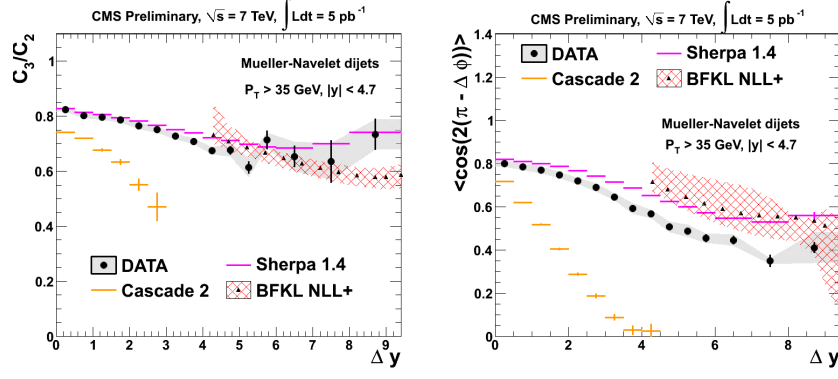 CMS Preliminary, √s = 7 TeV, ∫Ldt = 5 pb⁻¹
C₃/C₂
1
0.8
0.6
0.4
0.2
0
Mueller-Navelet dijets
P_T > 35 GeV, |y| < 4.7
DATA
Sherpa 1.4
Cascade 2
BFKL NLL+
0 1 2 3 4 5 6 7 8 9
Δ y
CMS Preliminary, √s = 7 TeV, ∫Ldt = 5 pb⁻¹
<cos(2(π - Δ ϕ))>
1.4
1.2
1
0.8
0.6
0.4
0.2
0
DATA
Sherpa 1.4
Cascade 2
BFKL NLL+
Mueller-Navelet dijets
P_T > 35 GeV, |y| < 4.7
0 2 4 6 8
Δ y